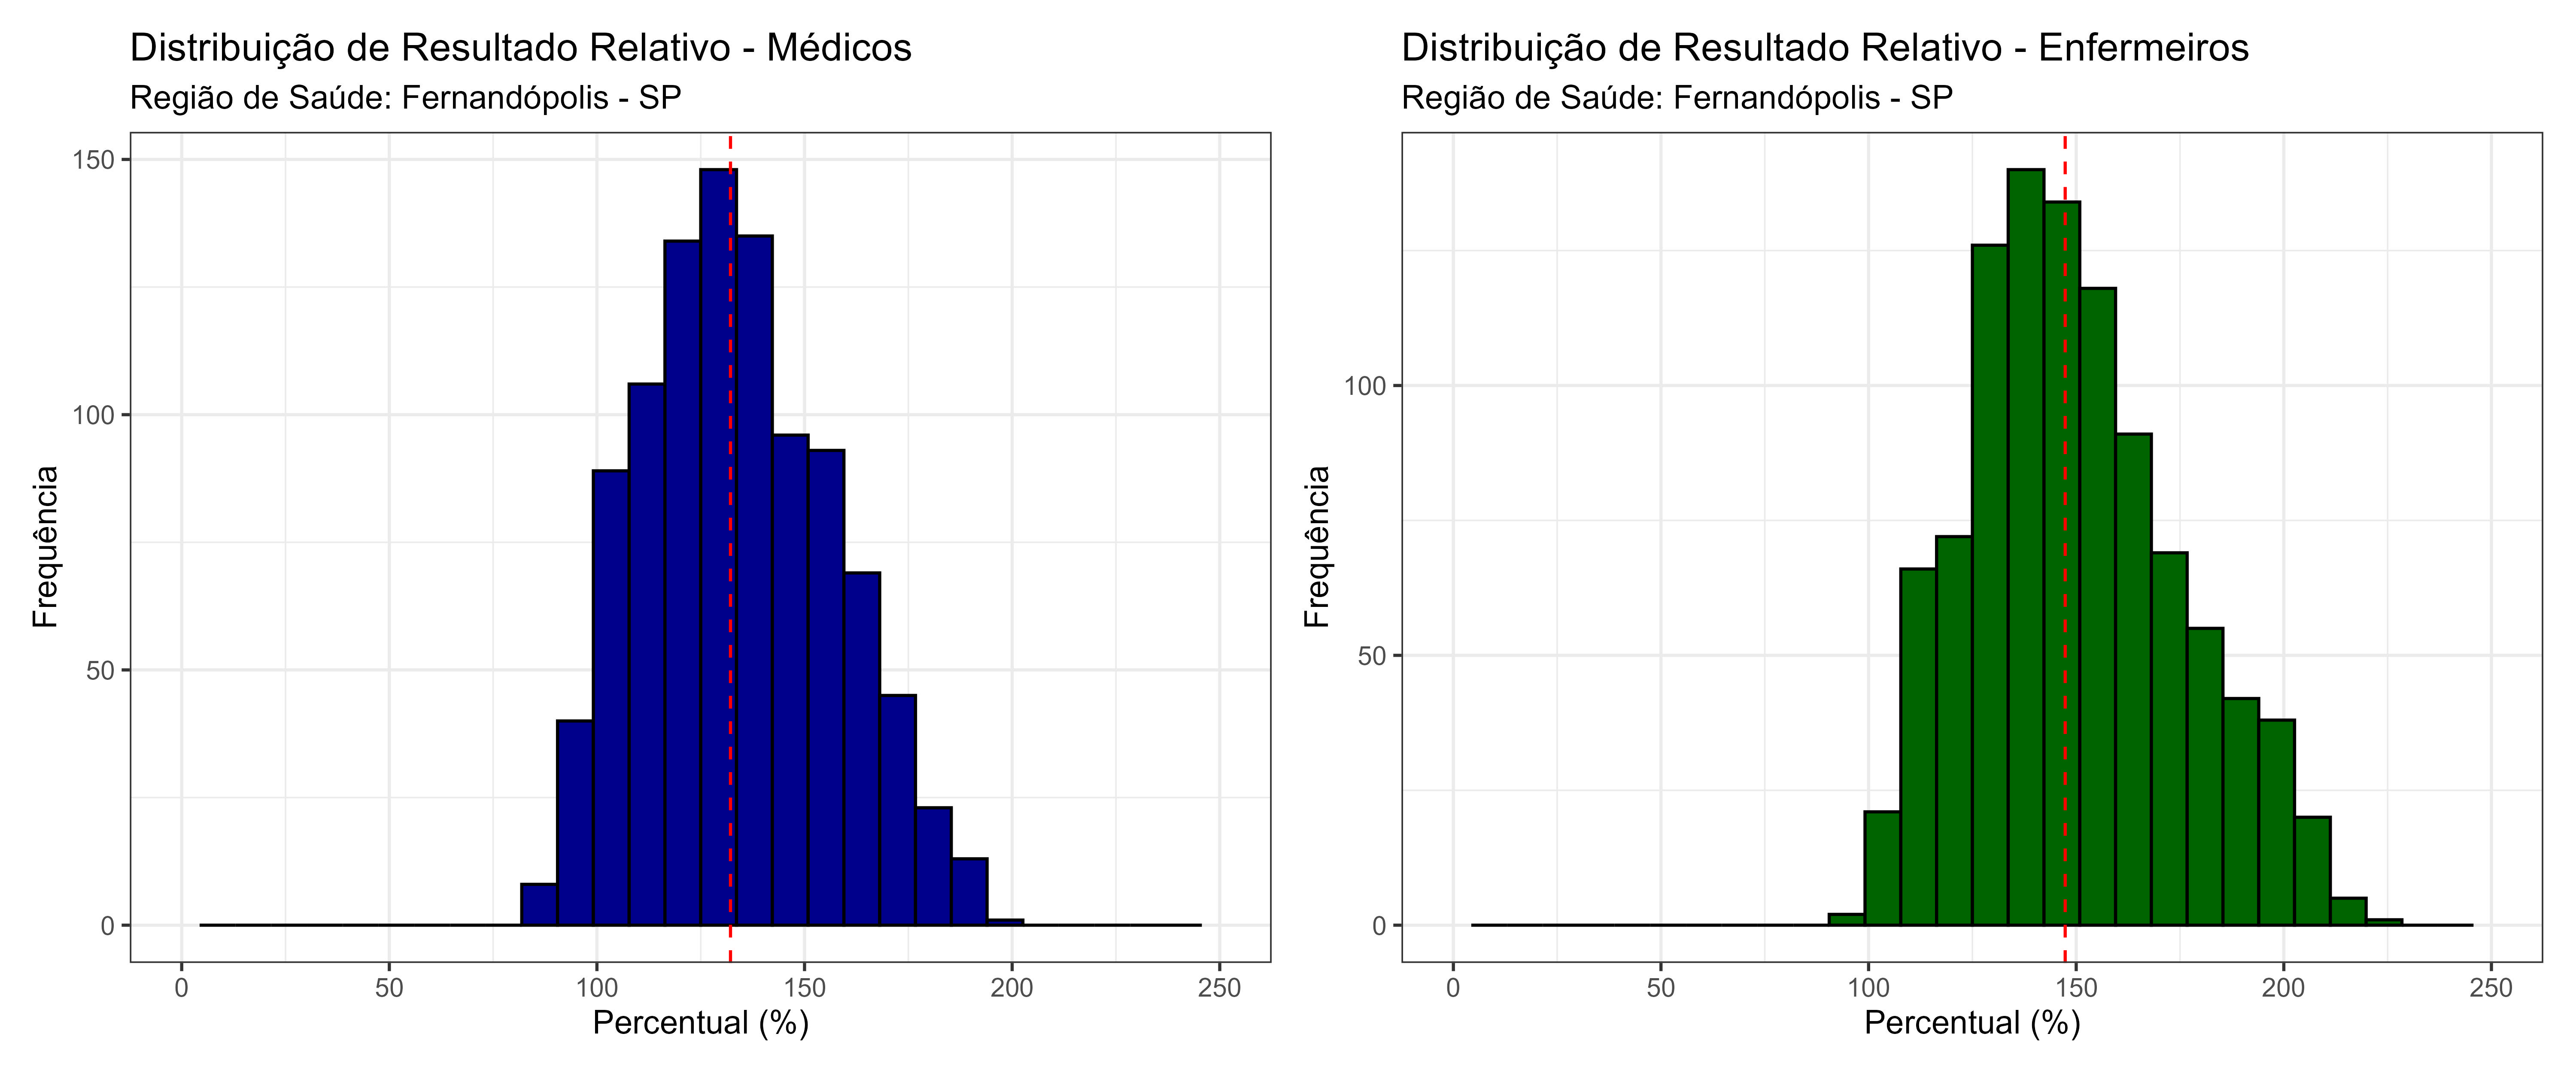 Distribuição de Resultado Relativo - Médicos
Região de Saúde: Fernandópolis - SP
150
100
50
0
Frequência
0 50 100 150 200 250
Percentual (%)
Distribuição de Resultado Relativo - Enfermeiros
Região de Saúde: Fernandópolis - SP
100
50
0
Frequência
0 50 100 150 200 250
Percentual (%)